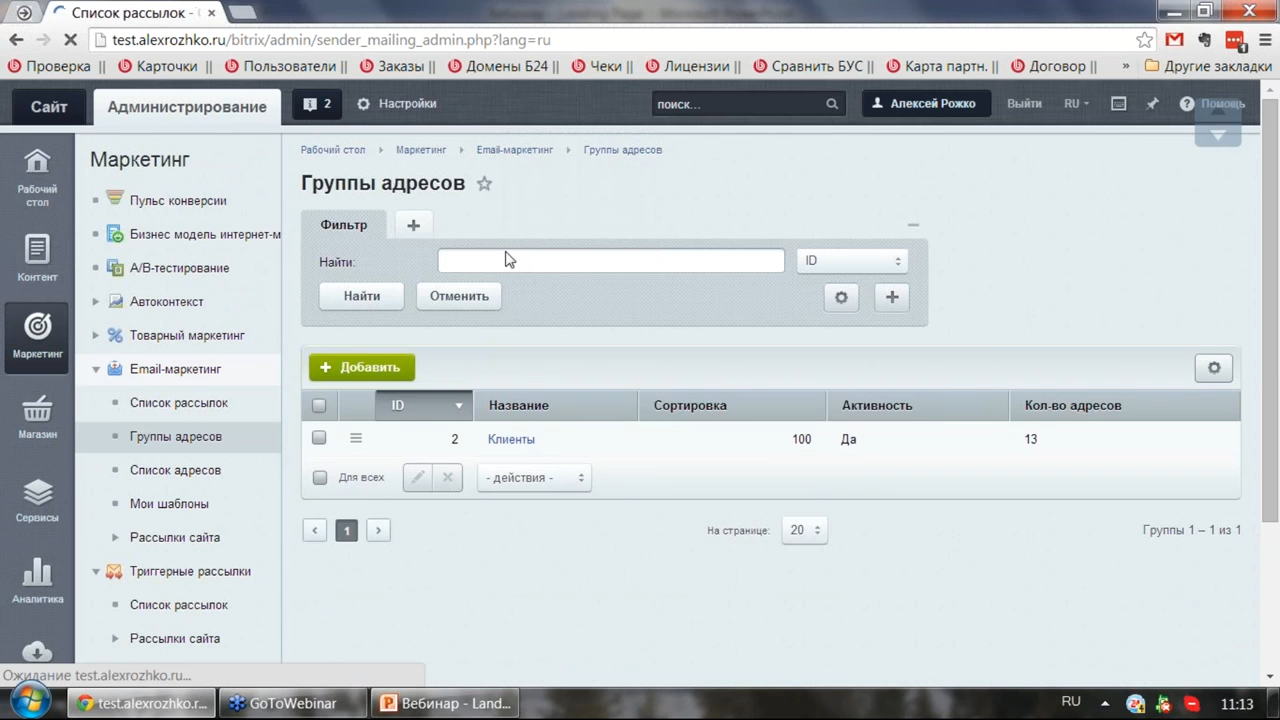 Список рассылок -
test.alexrozhko.ru/bitrix/admin/sender_mailing_admin.php?lang=ru
Проверка || Карточки || Пользователи || Заказы || Домены Б24 || Чеки || Лицензии || Сравнить БУС || Карта партн. || Договор || » Другие закладки
Сайт Администрирование 2 Настройки поиск... Алексей Рожко Выйти RU Помощь
Рабочий стол
Контент
Маркетинг
Магазин
Сервисы
Аналитика
Маркетинг
Пульс конверсии
Бизнес модель интернет-м
A/B-тестирование
Автоконтекст
Товарный маркетинг
Email-маркетинг
Список рассылок
Группы адресов
Список адресов
Мои шаблоны
Рассылки сайта
Триггерные рассылки
Список рассылок
Рассылки сайта
Рабочий стол Маркетинг Email-маркетинг Группы адресов
Группы адресов
Фильтр
Найти: ID
Найти Отменить
Добавить
ID Название Сортировка Активность Кол-во адресов
2 Клиенты 100 Да 13
Для всех - действия -
1 На странице: 20 Группы 1 – 1 из 1
Ожидание test.alexrozhko.ru...
test.alexrozhko.r... GoToWebinar Вебинар - Land... RU 11:13